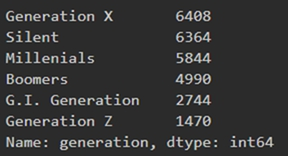 Generation X 6408
Silent 6364
Millenials 5844
Boomers 4990
G.I. Generation 2744
Generation Z 1470
Name: generation, dtype: int64